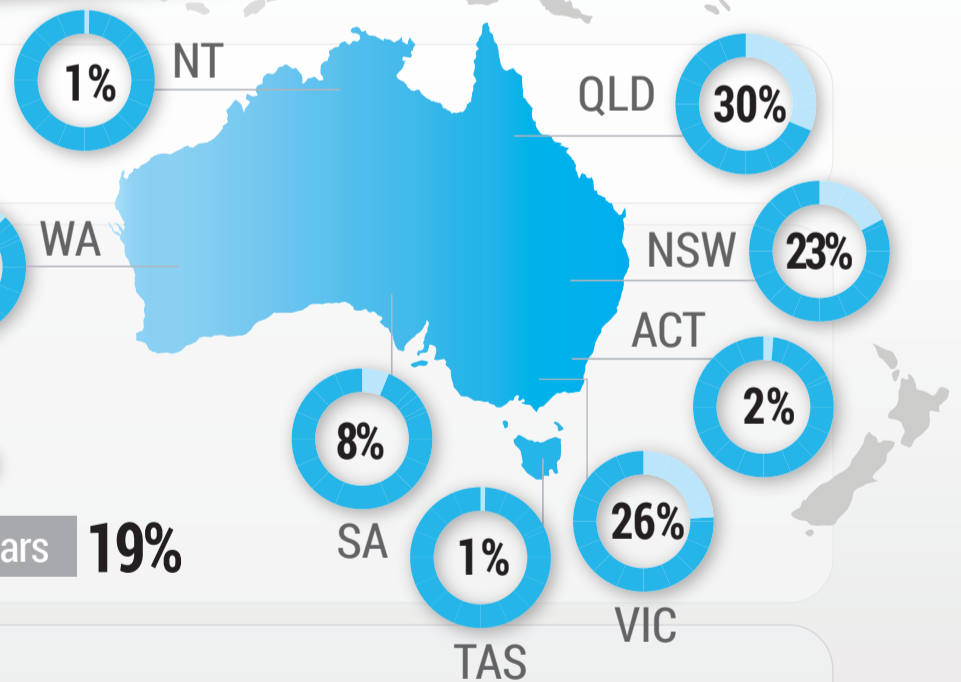 1%
NT
QLD
30%
WA
NSW
23%
ACT
2%
8%
SA
ars 19%
1%
TAS
26%
VIC